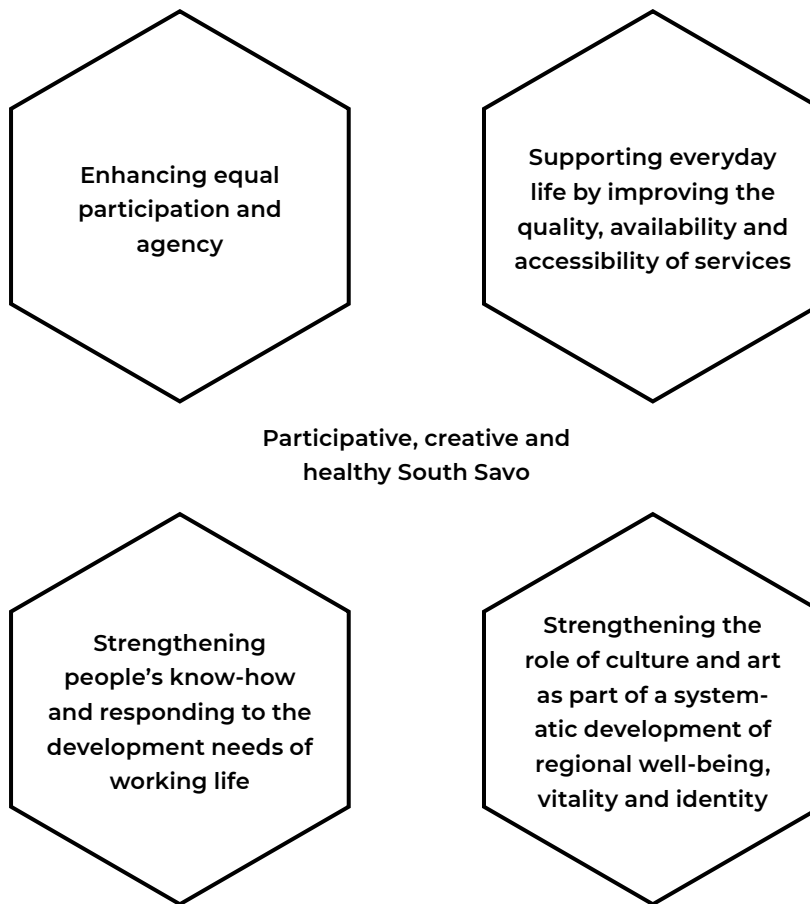 Enhancing equal
participation and
agency
Supporting everyday
life by improving the
quality, availability and
accessibility of services
Participative, creative and
healthy South Savo
Strengthening
people’s know-how
and responding to the
development needs of
working life
Strengthening the
role of culture and art
as part of a system-
atic development of
regional well-being,
vitality and identity